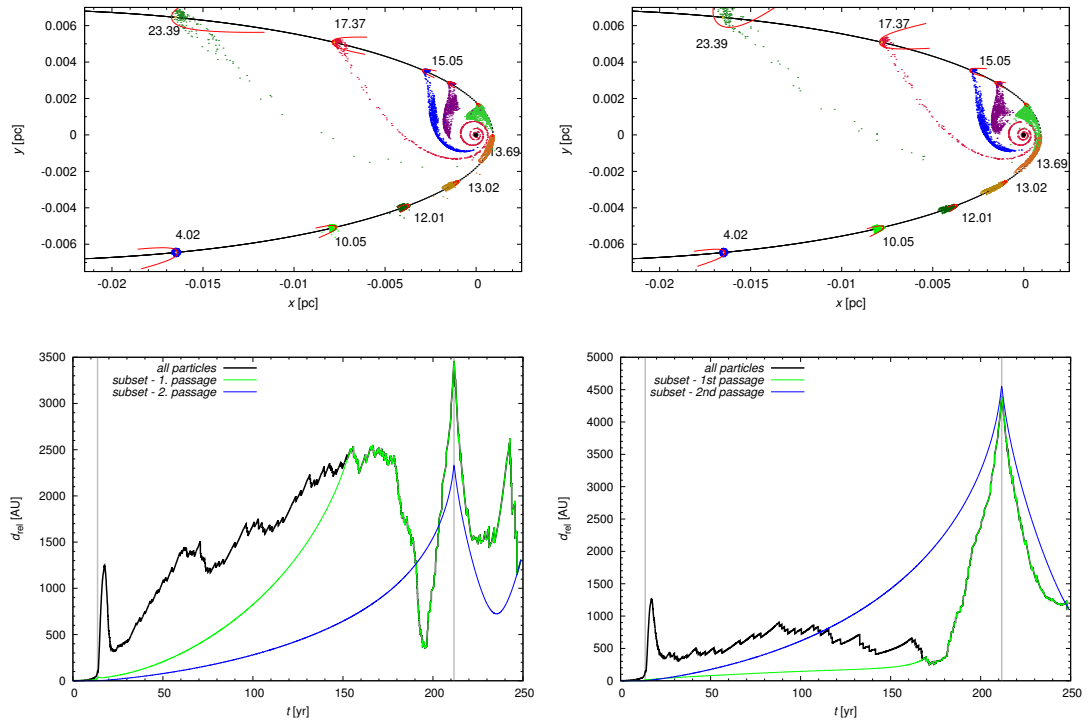 23.39
17.37
15.05
13.69
13.02
12.01
10.05
4.02
0.006
0.004
0.002
0
-0.002
-0.004
-0.006
y [pc]
-0.02 -0.015 -0.01 -0.005 0
x [pc]
23.39
17.37
15.05
13.69
13.02
12.01
10.05
4.02
0.006
0.004
0.002
0
-0.002
-0.004
-0.006
y [pc]
-0.02 -0.015 -0.01 -0.005 0
x [pc]
all particles
subset - 1. passage
subset - 2. passage
3500
3000
2500
2000
1500
1000
500
0
d_rel [AU]
0 50 100 150 200 250
t [yr]
all particles
subset - 1st passage
subset - 2nd passage
5000
4500
4000
3500
3000
2500
2000
1500
1000
500
0
d_rel [AU]
0 50 100 150 200 250
t [yr]